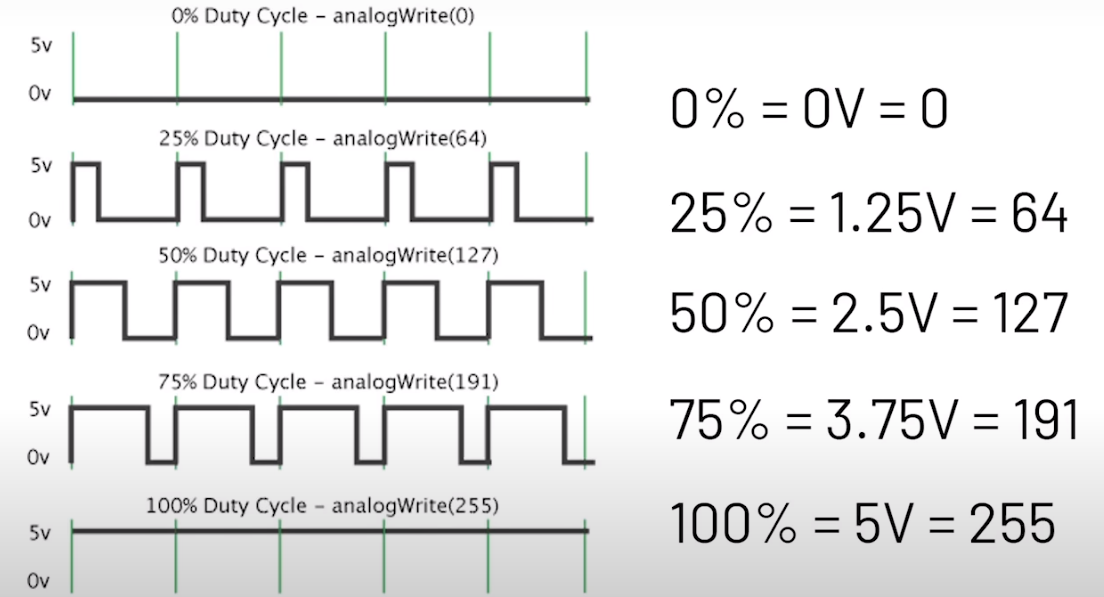 0% Duty Cycle – analogWrite(0)
5v
0v
25% Duty Cycle – analogWrite(64)
5v
0v
50% Duty Cycle – analogWrite(127)
5v
0v
75% Duty Cycle – analogWrite(191)
5v
0v
100% Duty Cycle – analogWrite(255)
5v
0v
0% = 0V = 0
25% = 1.25V = 64
50% = 2.5V = 127
75% = 3.75V = 191
100% = 5V = 255